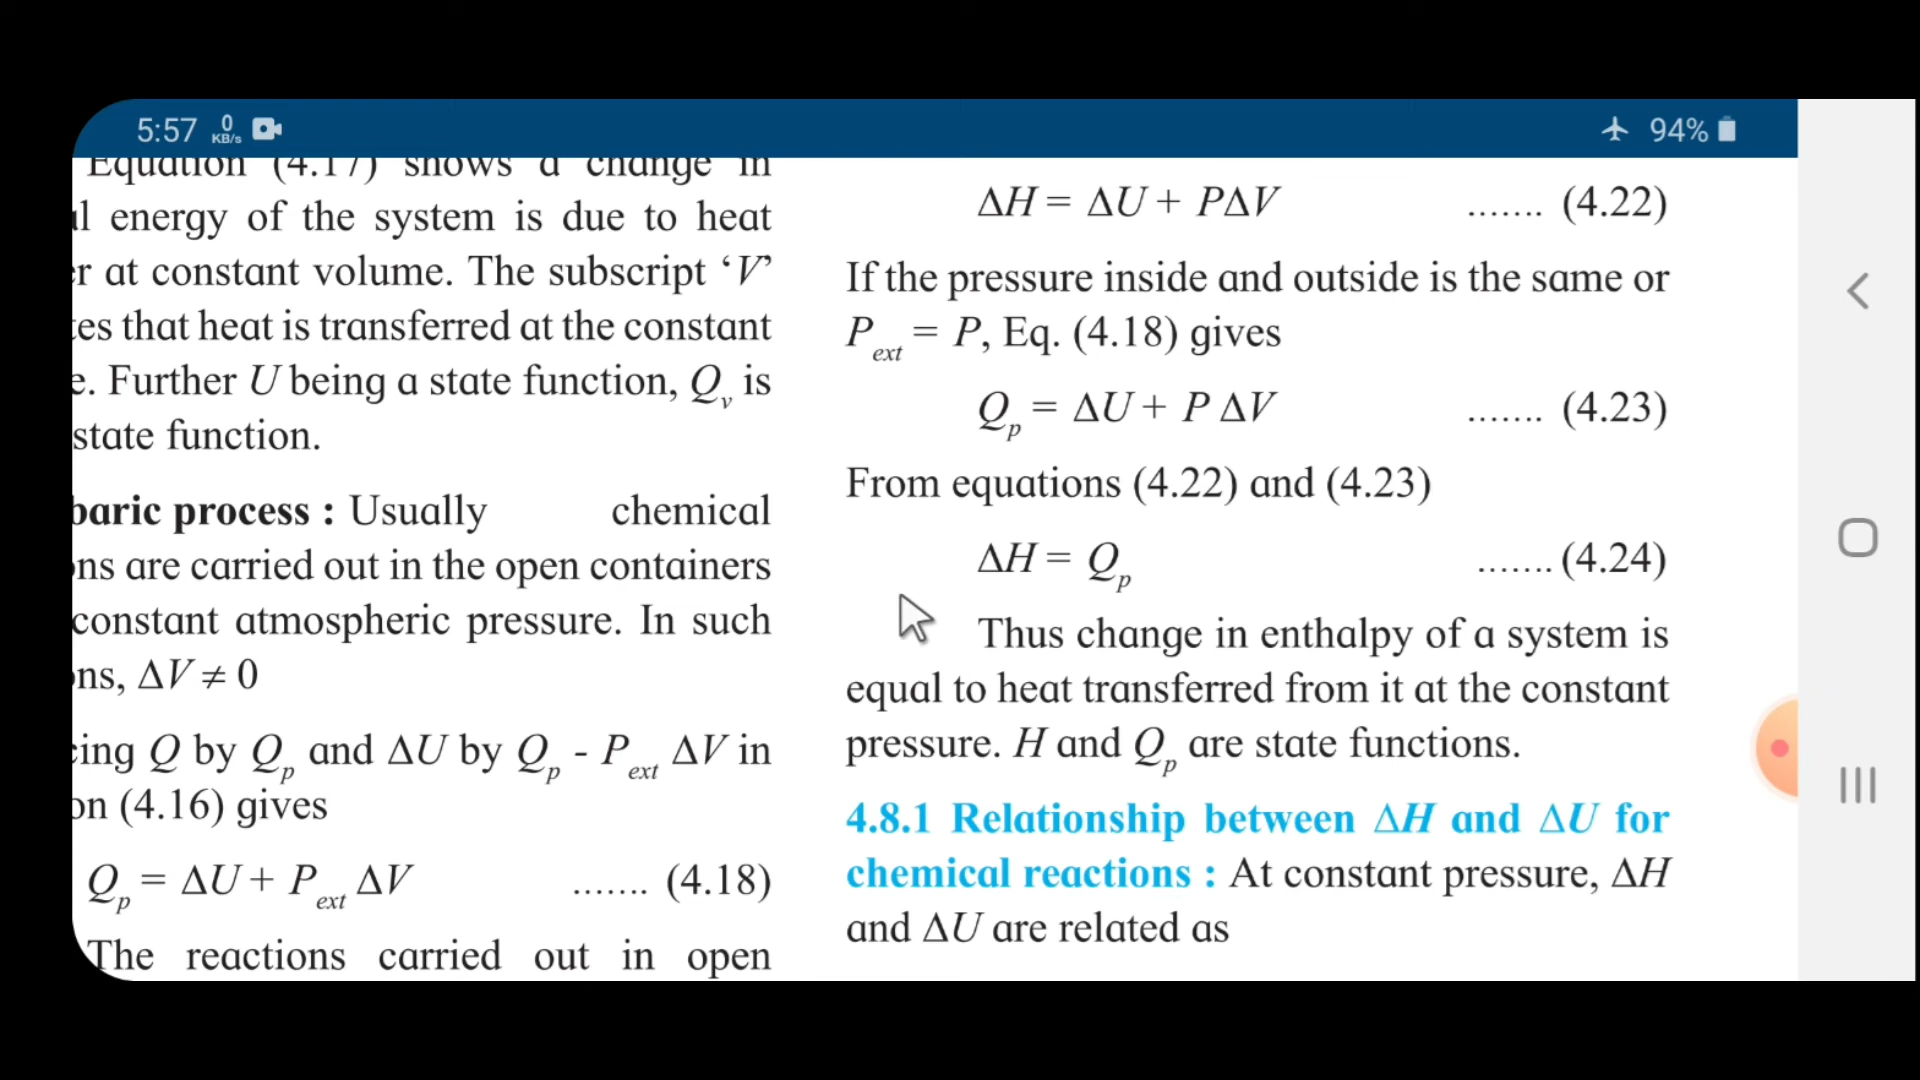 5:57 0 KB/s
94%
Equation (4.17) shows a change in
energy of the system is due to heat
at constant volume. The subscript ‘V’
that heat is transferred at the constant
Further U being a state function, Qv is
state function.
baric process : Usually chemical
are carried out in the open containers
constant atmospheric pressure. In such
ΔV ≠ 0
Q by Qp and ΔU by Qp - Pext ΔV in
(4.16) gives
Qp = ΔU + Pext ΔV ....... (4.18)
The reactions carried out in open
ΔH = ΔU + PΔV ....... (4.22)
If the pressure inside and outside is the same or
Pext = P, Eq. (4.18) gives
Qp = ΔU + P ΔV ....... (4.23)
From equations (4.22) and (4.23)
ΔH = Qp ....... (4.24)
Thus change in enthalpy of a system is
equal to heat transferred from it at the constant
pressure. H and Qp are state functions.
4.8.1 Relationship between ΔH and ΔU for
chemical reactions : At constant pressure, ΔH
and ΔU are related as